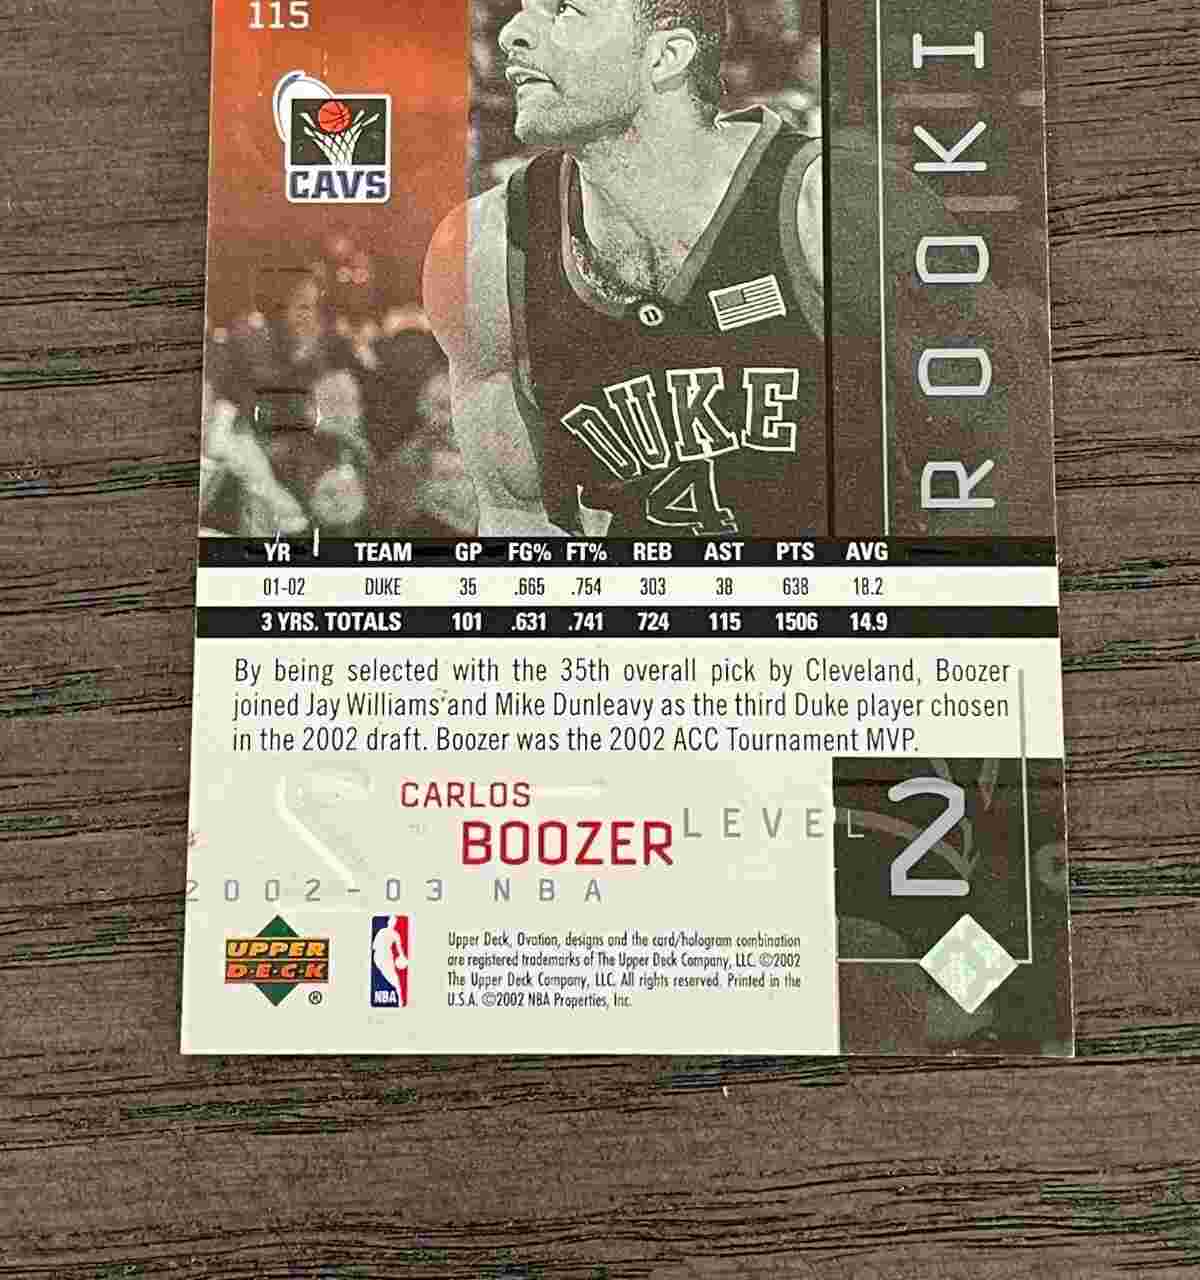 115
CAVS
ROOKI
DUKE
4
YR TEAM GP FG% FT% REB AST PTS AVG
01-02 DUKE 35 .665 .754 303 38 638 18.2
3 YRS. TOTALS 101 .631 .741 724 115 1506 14.9
By being selected with the 35th overall pick by Cleveland, Boozer
joined Jay Williams and Mike Dunleavy as the third Duke player chosen
in the 2002 draft. Boozer was the 2002 ACC Tournament MVP.
CARLOS
BOOZER
LEVEL 2
2002-03 NBA
UPPER
D·E·C·K
®
NBA
Upper Deck, Ovation, designs and the card/hologram combination
are registered trademarks of The Upper Deck Company, LLC. ©2002
The Upper Deck Company, LLC. All rights reserved. Printed in the
U.S.A. ©2002 NBA Properties, Inc.